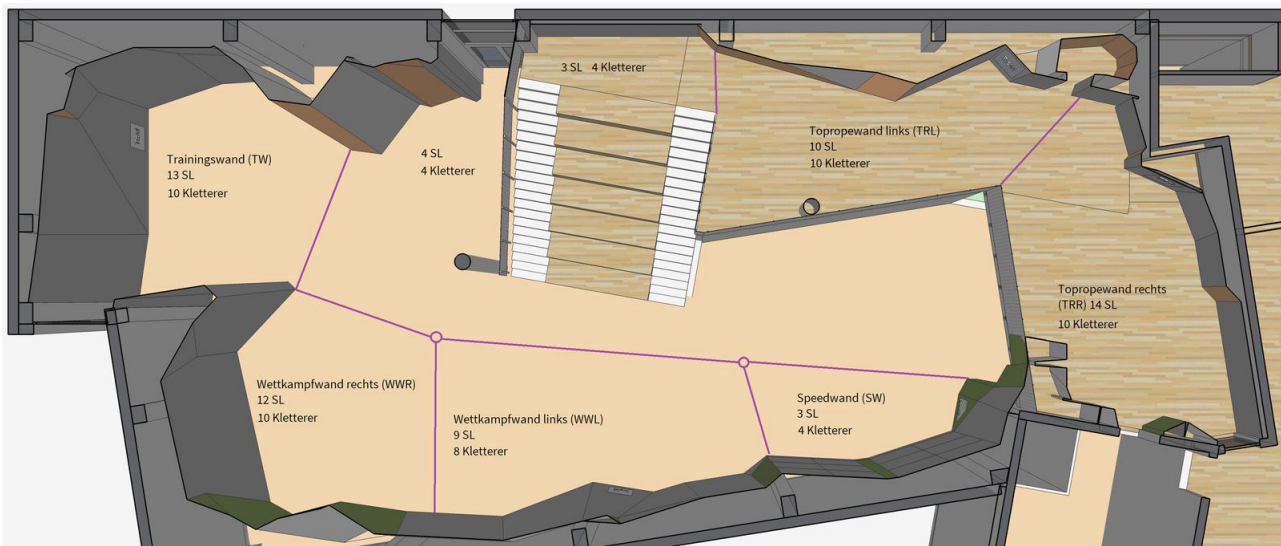 3 SL 4 Kletterer
Topropewand links (TRL)
10 SL
10 Kletterer
Trainingswand (TW)
13 SL
10 Kletterer
4 SL
4 Kletterer
Topropewand rechts
(TRR) 14 SL
10 Kletterer
Wettkampfwand rechts (WWR)
12 SL
10 Kletterer
Wettkampfwand links (WWL)
9 SL
8 Kletterer
Speedwand (SW)
3 SL
4 Kletterer